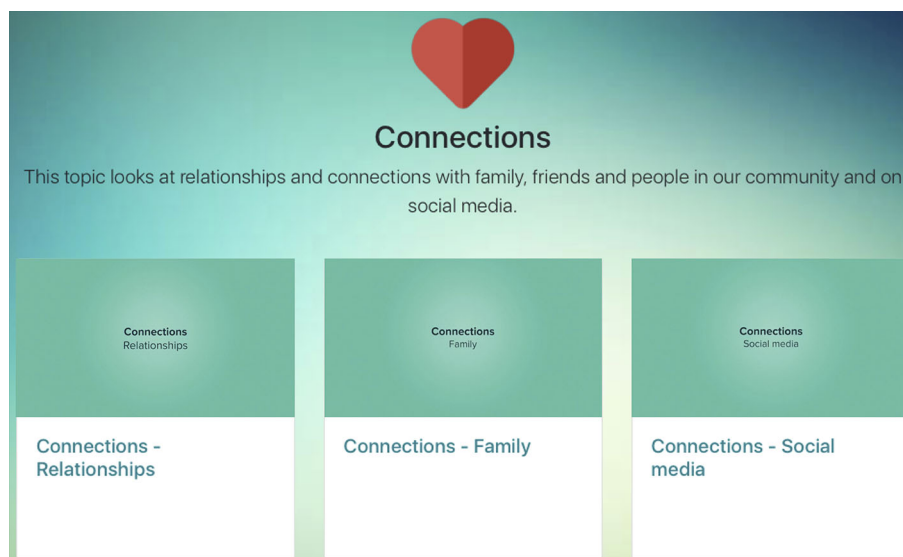 Connections
This topic looks at relationships and connections with family, friends and people in our community and on
social media.
Connections
Relationships
Connections
Family
Connections
Social media
Connections -
Relationships
Connections - Family
Connections - Social
media